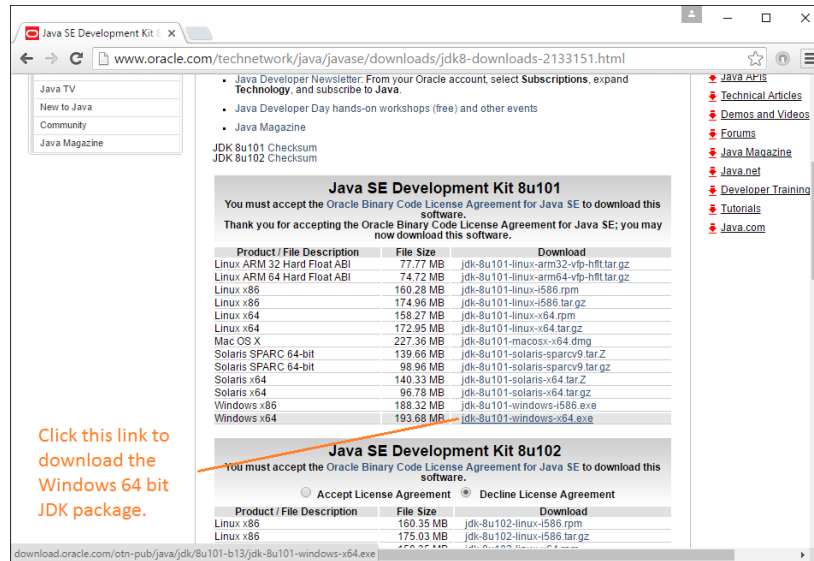 Java SE Development Kit 8
www.oracle.com/technetwork/java/javase/downloads/jdk8-downloads-2133151.html
Java TV
New to Java
Community
Java Magazine
Java Developer Newsletter: From your Oracle account, select Subscriptions, expand
Technology, and subscribe to Java.
Java Developer Day hands-on workshops (free) and other events
Java Magazine
JDK 8u101 Checksum
JDK 8u102 Checksum
Java SE Development Kit 8u101
You must accept the Oracle Binary Code License Agreement for Java SE to download this
software.
Thank you for accepting the Oracle Binary Code License Agreement for Java SE; you may
now download this software.
Product / File Description File Size Download
Linux ARM 32 Hard Float ABI 77.77 MB jdk-8u101-linux-arm32-vfp-hflt.tar.gz
Linux ARM 64 Hard Float ABI 74.72 MB jdk-8u101-linux-arm64-vfp-hflt.tar.gz
Linux x86 160.28 MB jdk-8u101-linux-i586.rpm
Linux x86 174.96 MB jdk-8u101-linux-i586.tar.gz
Linux x64 158.27 MB jdk-8u101-linux-x64.rpm
Linux x64 172.95 MB jdk-8u101-linux-x64.tar.gz
Mac OS X 227.36 MB jdk-8u101-macosx-x64.dmg
Solaris SPARC 64-bit 139.66 MB jdk-8u101-solaris-sparcv9.tar.Z
Solaris SPARC 64-bit 98.96 MB jdk-8u101-solaris-sparcv9.tar.gz
Solaris x64 140.33 MB jdk-8u101-solaris-x64.tar.Z
Solaris x64 96.78 MB jdk-8u101-solaris-x64.tar.gz
Windows x86 188.32 MB jdk-8u101-windows-i586.exe
Windows x64 193.68 MB jdk-8u101-windows-x64.exe
Click this link to
download the
Windows 64 bit
JDK package.
Java SE Development Kit 8u102
You must accept the Oracle Binary Code License Agreement for Java SE to download this
software.
Accept License Agreement Decline License Agreement
Product / File Description File Size Download
Linux x86 160.35 MB jdk-8u102-linux-i586.rpm
Linux x86 175.03 MB jdk-8u102-linux-i586.tar.gz
download.oracle.com/otn-pub/java/jdk/8u101-b13/jdk-8u101-windows-x64.exe
Java APIs
Technical Articles
Demos and Videos
Forums
Java Magazine
Java.net
Developer Training
Tutorials
Java.com